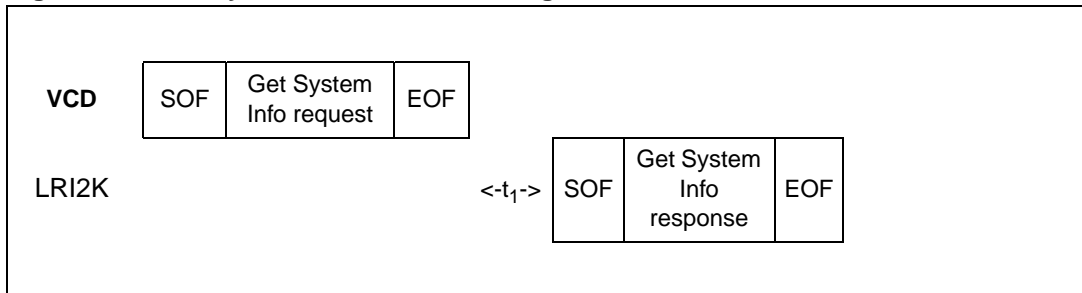 VCD
SOF
Get System
Info request
EOF
LRI2K
<-t1->
SOF
Get System
Info
response
EOF